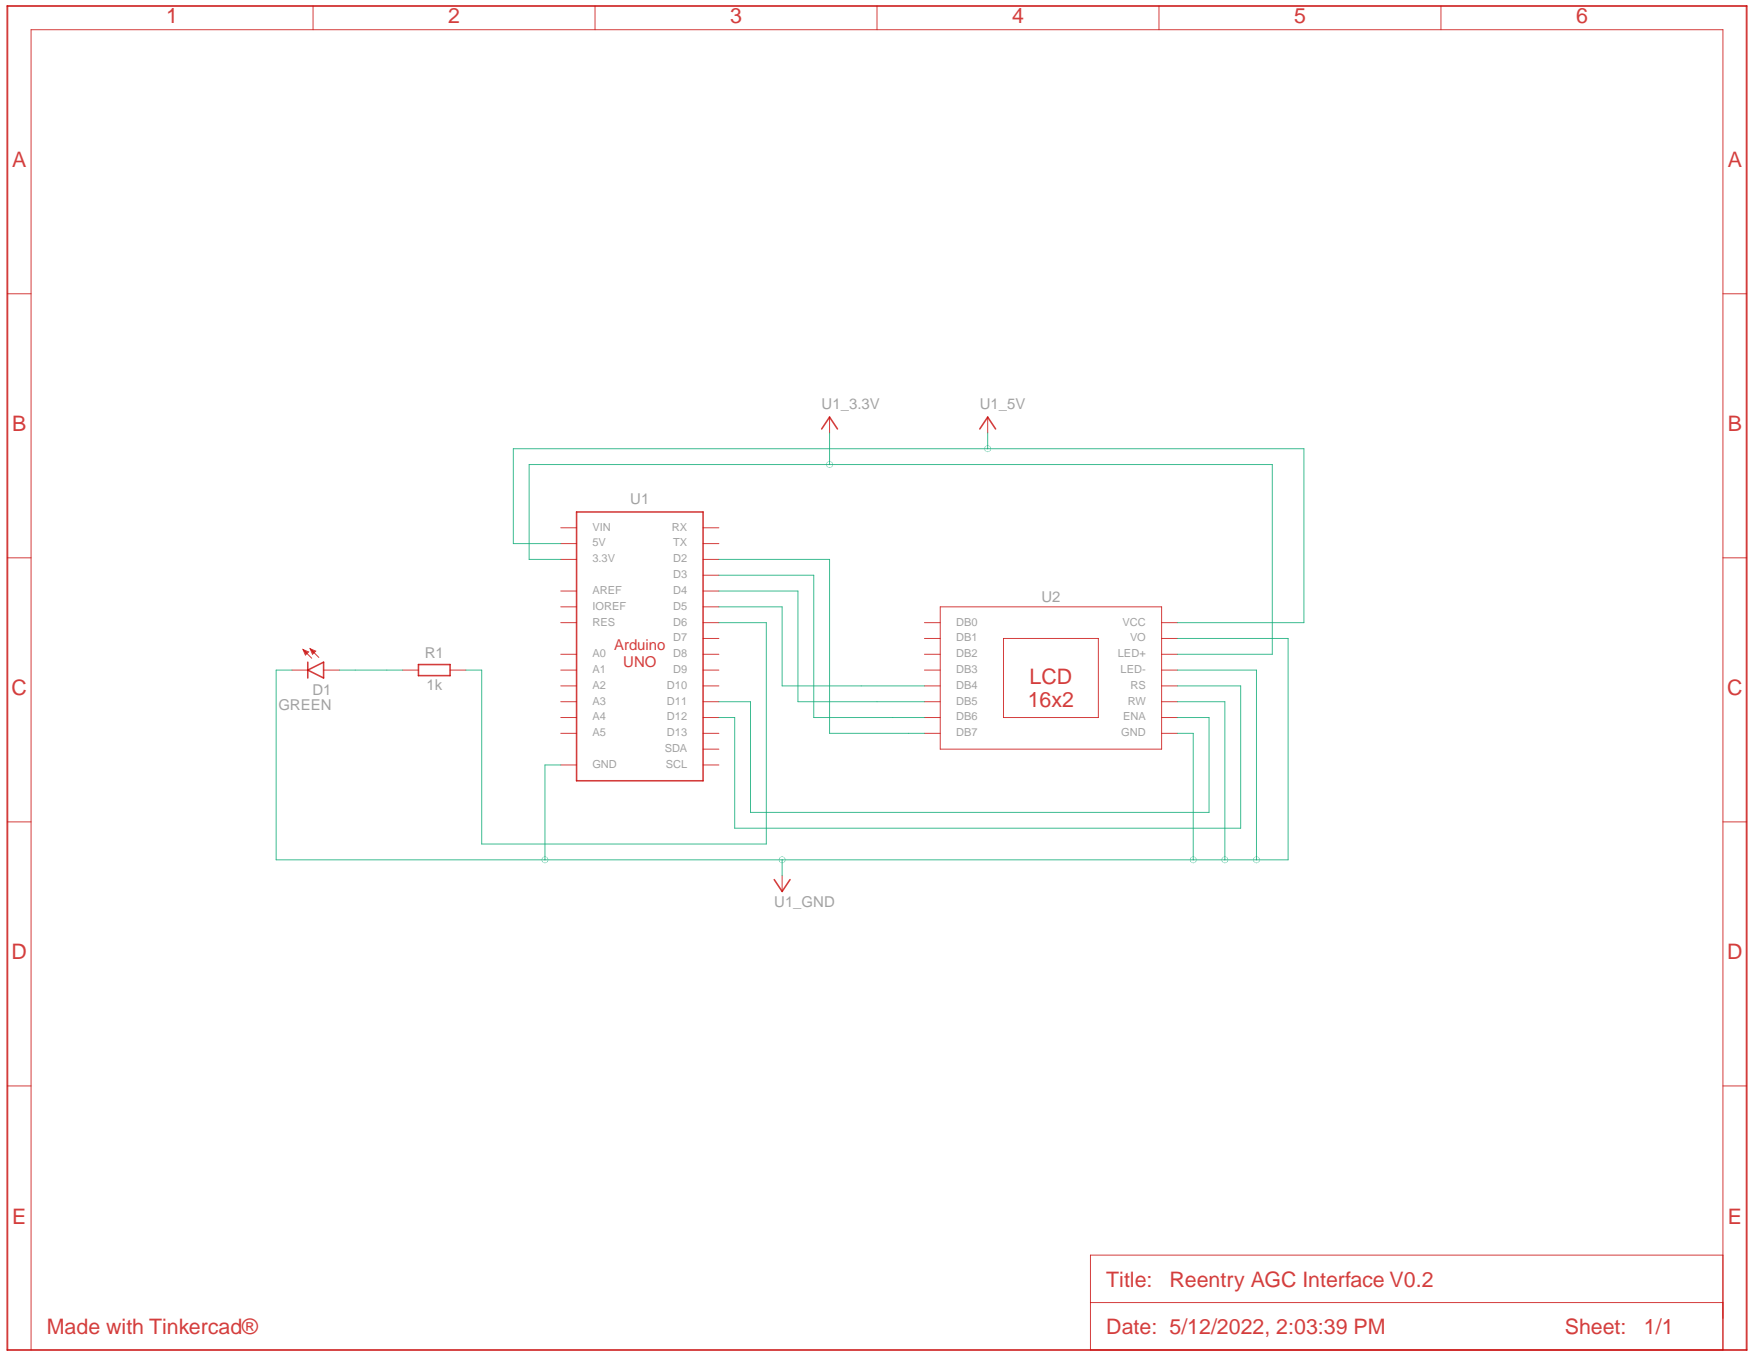 1 2 3 4 5 6
A A
B B
C C
D D
E E
U1_3.3V U1_5V
U1
VIN RX
5V TX
3.3V D2
D3
AREF D4
IOREF D5
RES D6
D7
Arduino
UNO
A0 D8
A1 D9
A2 D10
A3 D11
A4 D12
A5 D13
SDA
GND SCL
R1
1k
D1
GREEN
U2
DB0 VCC
DB1 VO
DB2 LED+
DB3 LED-
DB4 RS
DB5 RW
DB6 ENA
DB7 GND
LCD
16x2
U1_GND
Title: Reentry AGC Interface V0.2
Made with Tinkercad®
Date: 5/12/2022, 2:03:39 PM Sheet: 1/1